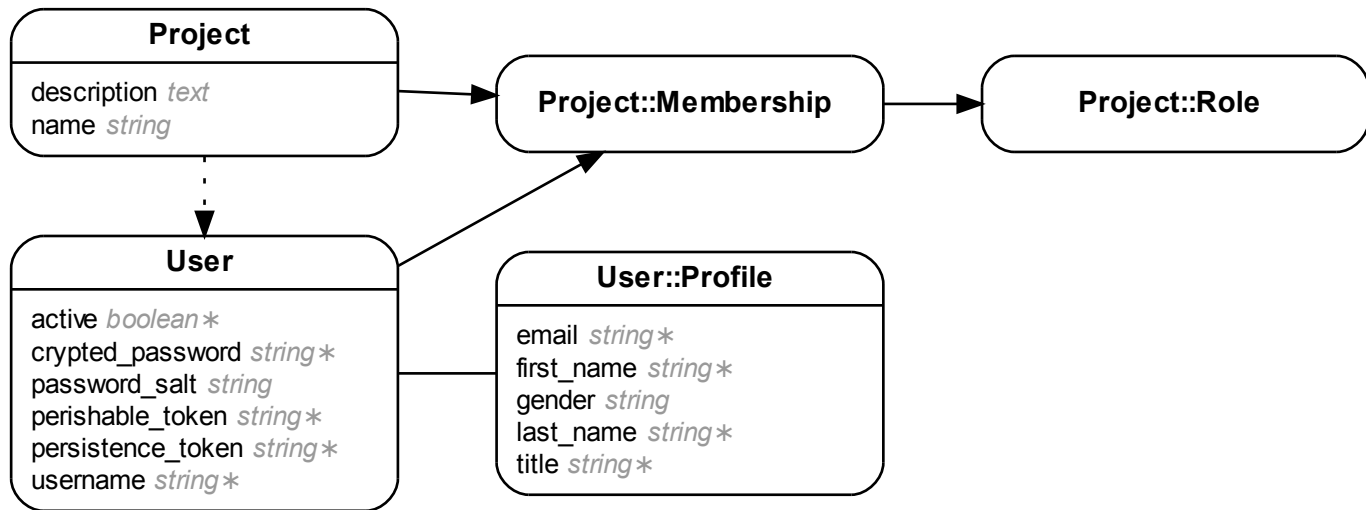 Project
description text
name string
Project::Membership
Project::Role
User
active boolean∗
crypted_password string∗
password_salt string
perishable_token string∗
persistence_token string∗
username string∗
User::Profile
email string∗
first_name string∗
gender string
last_name string∗
title string∗